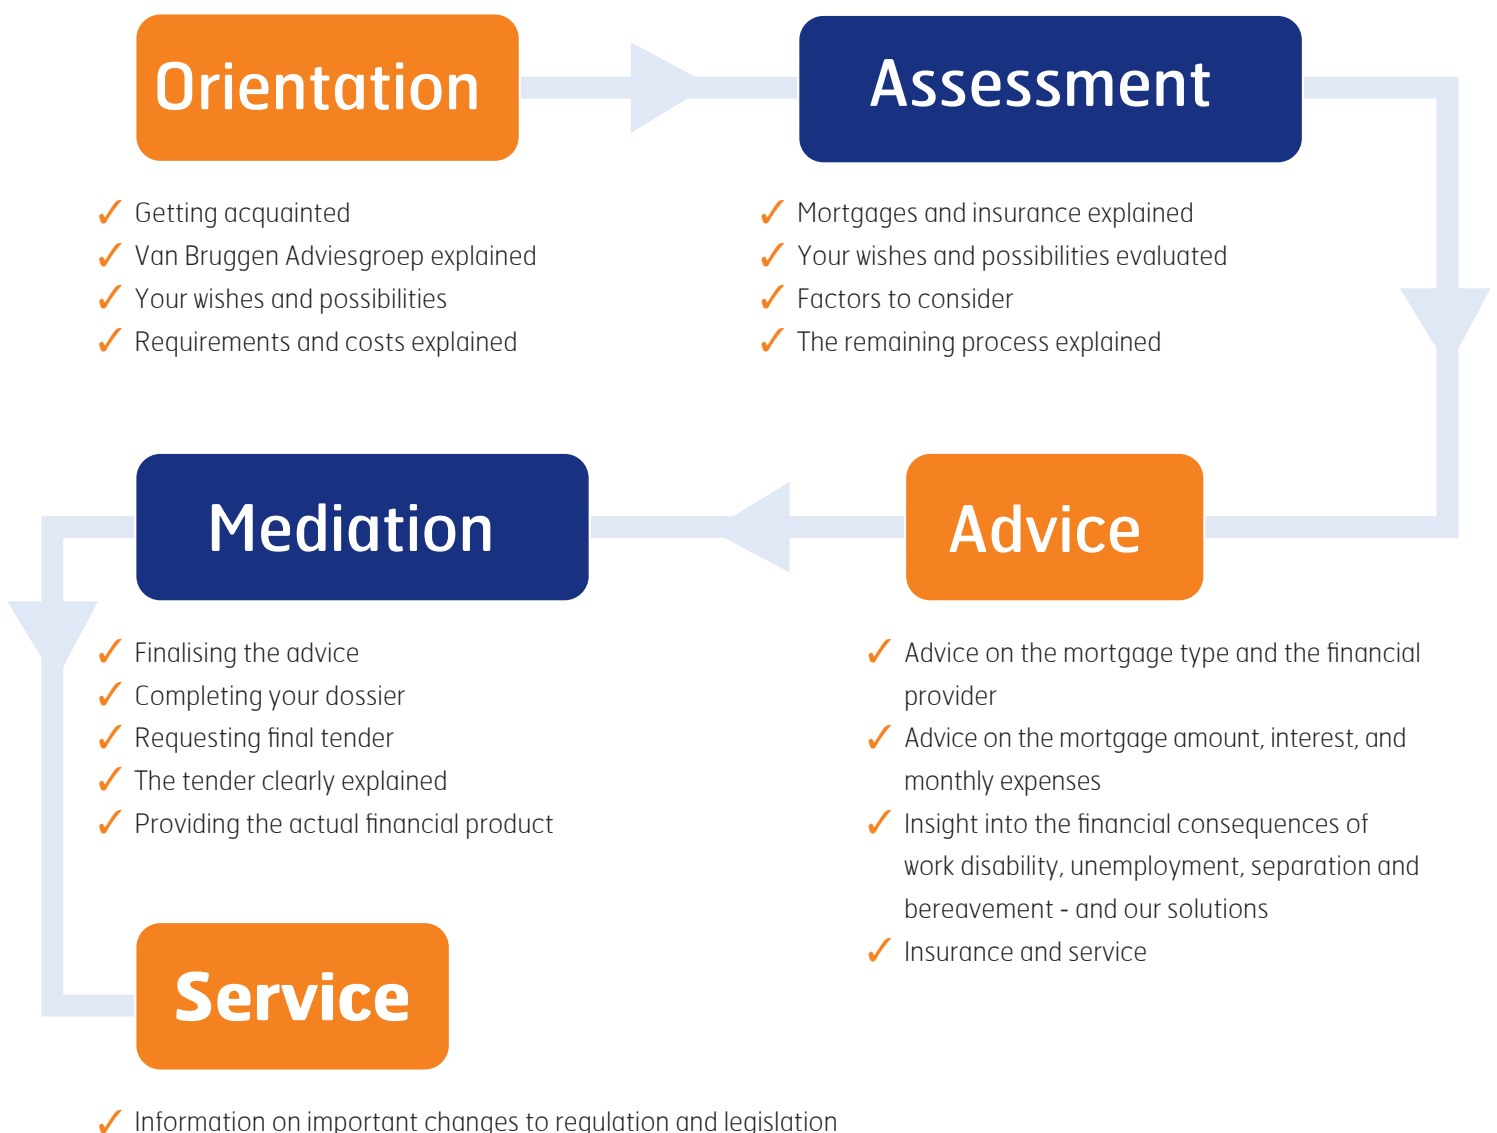 Orientation
✓ Getting acquainted
✓ Van Bruggen Adviesgroep explained
✓ Your wishes and possibilities
✓ Requirements and costs explained
Assessment
✓ Mortgages and insurance explained
✓ Your wishes and possibilities evaluated
✓ Factors to consider
✓ The remaining process explained
Advice
✓ Advice on the mortgage type and the financial
provider
✓ Advice on the mortgage amount, interest, and
monthly expenses
✓ Insight into the financial consequences of
work disability, unemployment, separation and
bereavement - and our solutions
✓ Insurance and service
Mediation
✓ Finalising the advice
✓ Completing your dossier
✓ Requesting final tender
✓ The tender clearly explained
✓ Providing the actual financial product
Service
✓ Information on important changes to regulation and legislation